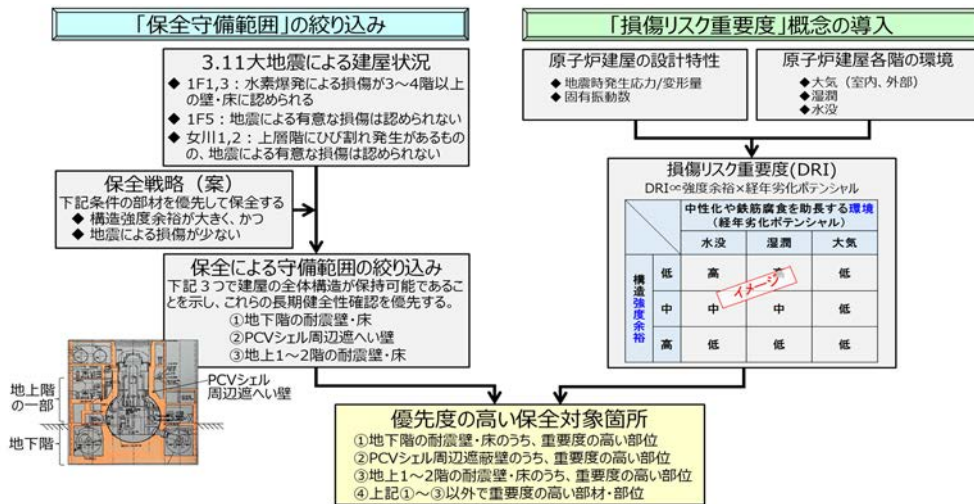 「保全守備範囲」の絞り込み
3.11大地震による建屋状況
◆ 1F1,3：水素爆発による損傷が3～4階以上
の壁・床に認められる
◆ 1F5：地震による有意な損傷は認められない
◆ 女川1,2：上層階にひび割れ発生があるもの
の、地震による有意な損傷は認められない
保全戦略（案）
下記条件の部材を優先して保全する
◆ 構造強度余裕が大きく、かつ
◆ 地震による損傷が少ない
保全による守備範囲の絞り込み
下記３つで建屋の全体構造が保持可能であるこ
とを示し、これらの長期健全性確認を優先する。
①地下階の耐震壁・床
②PCVシェル周辺遮へい壁
③地上1～2階の耐震壁・床
PCVシェル
周辺遮へい壁
地上階
の一部
地下階
「損傷リスク重要度」概念の導入
原子炉建屋の設計特性
◆地震時発生応力/変形量
◆固有振動数
原子炉建屋各階の環境
◆大気（室内、外部）
◆湿潤
◆水没
損傷リスク重要度(DRI)
DRI∝強度余裕×経年劣化ポテンシャル
中性化や鉄筋腐食を助長する環境
（経年劣化ポテンシャル）
水没 湿潤 大気
構造強度余裕
低 高 低
中 中 中 低
高 低 低 低
イメージ
優先度の高い保全対象箇所
①地下階の耐震壁・床のうち、重要度の高い部位
②PCVシェル周辺遮蔽壁のうち、重要度の高い部位
③地上1～2階の耐震壁・床のうち、重要度の高い部位
④上記①～③以外で重要度の高い部材・部位